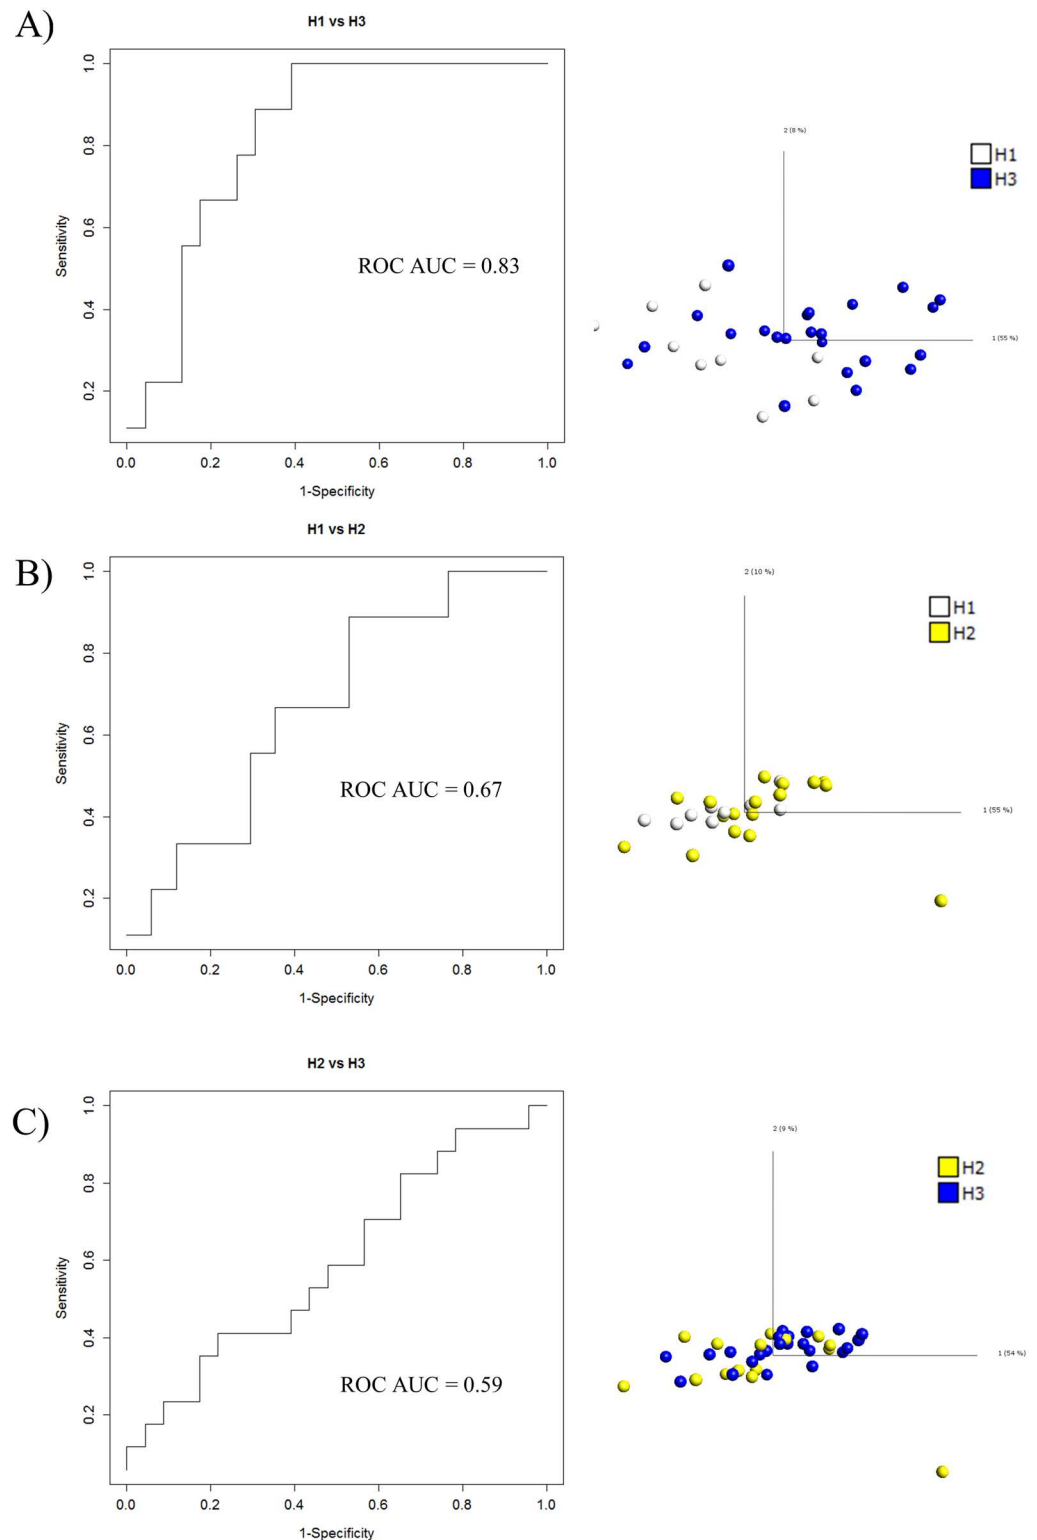 A)
H1 vs H3
Sensitivity
1.0
0.8
0.6
0.4
0.2
ROC AUC = 0.83
0.0 0.2 0.4 0.6 0.8 1.0
1-Specificity
2 (8 %)
H1
H3
1 (55 %)
B)
H1 vs H2
Sensitivity
1.0
0.8
0.6
0.4
0.2
ROC AUC = 0.67
0.0 0.2 0.4 0.6 0.8 1.0
1-Specificity
2 (10 %)
H1
H2
1 (55 %)
C)
H2 vs H3
Sensitivity
1.0
0.8
0.6
0.4
0.2
ROC AUC = 0.59
0.0 0.2 0.4 0.6 0.8 1.0
1-Specificity
2 (9 %)
H2
H3
1 (54 %)